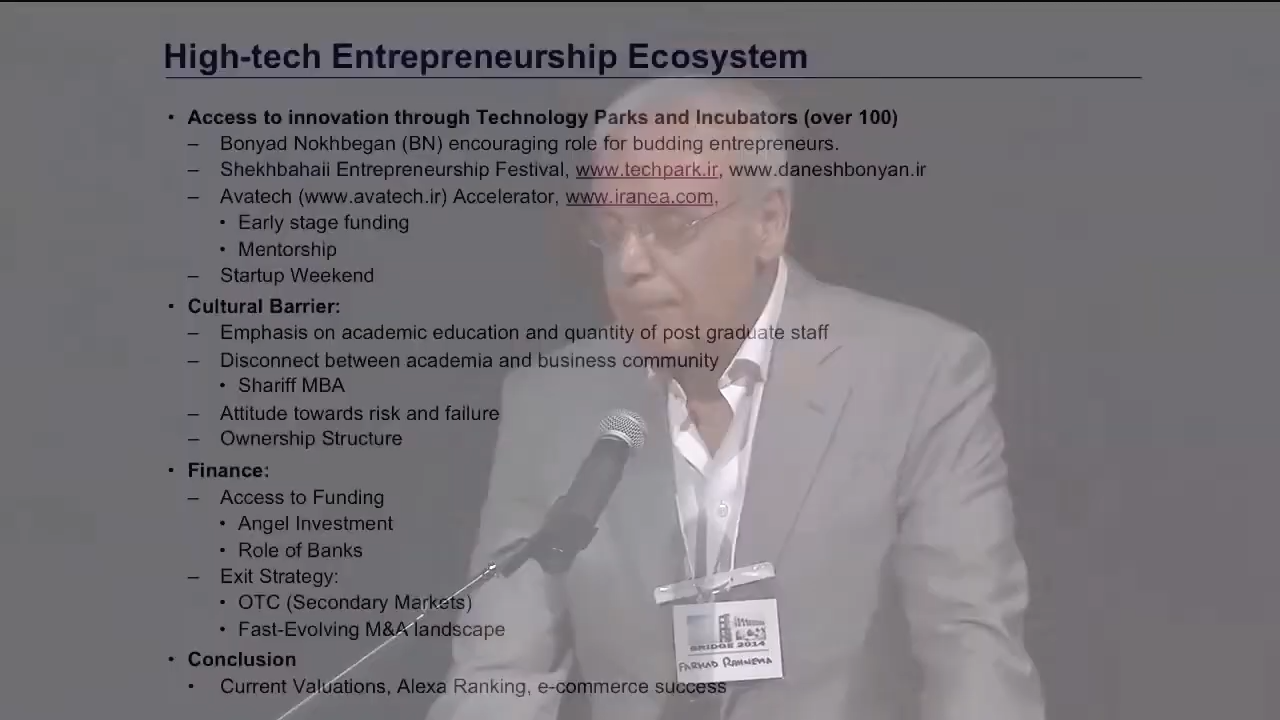 High-tech Entrepreneurship Ecosystem
• Access to innovation through Technology Parks and Incubators (over 100)
– Bonyad Nokhbegan (BN) encouraging role for budding entrepreneurs.
– Shekhbahaii Entrepreneurship Festival, www.techpark.ir, www.daneshbonyan.ir
– Avatech (www.avatech.ir) Accelerator, www.iranea.com,
• Early stage funding
• Mentorship
– Startup Weekend
• Cultural Barrier:
– Emphasis on academic education and quantity of post graduate staff
– Disconnect between academia and business community
• Shariff MBA
– Attitude towards risk and failure
– Ownership Structure
• Finance:
– Access to Funding
• Angel Investment
• Role of Banks
– Exit Strategy:
• OTC (Secondary Markets)
• Fast-Evolving M&A landscape
• Conclusion
• Current Valuations, Alexa Ranking, e-commerce success
BRIDGE 2014
FARHAD RAHNEMA